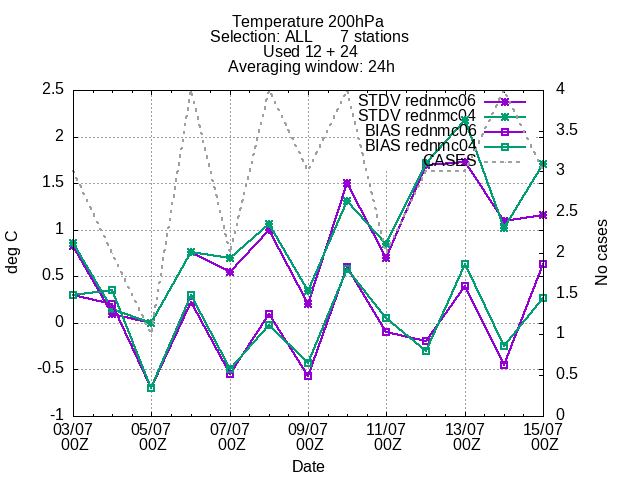 Temperature 200hPa
Selection: ALL 7 stations
Used 12 + 24
Averaging window: 24h
STDV rednmc06
STDV rednmc04
BIAS rednmc06
BIAS rednmc04
CASES
2.5
2
1.5
1
0.5
0
-0.5
-1
4
3.5
3
2.5
2
1.5
1
0.5
0
deg C
No cases
03/07 05/07 07/07 09/07 11/07 13/07 15/07
00Z 00Z 00Z 00Z 00Z 00Z 00Z
Date